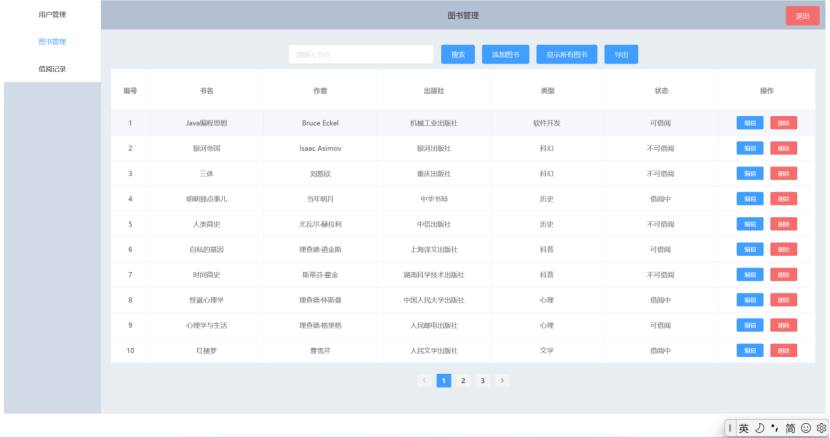 用户管理
图书管理
借阅记录
图书管理
退出
请输入书名 搜索 添加图书 显示所有图书 导出
编号 书名 作者 出版社 类型 状态 操作
1 Java编程思想 Bruce Eckel 机械工业出版社 软件开发 可借阅 编辑 删除
2 银河帝国 Isaac Asimov 银河出版社 科幻 不可借阅 编辑 删除
3 三体 刘慈欣 重庆出版社 科幻 不可借阅 编辑 删除
4 明朝那点事儿 当年明月 中华书局 历史 借阅中 编辑 删除
5 人类简史 尤瓦尔·赫拉利 中信出版社 历史 不可借阅 编辑 删除
6 自私的基因 理查德·道金斯 上海译文出版社 科普 可借阅 编辑 删除
7 时间简史 斯蒂芬·霍金 湖南科学技术出版社 科普 不可借阅 编辑 删除
8 怪诞心理学 理查德·怀斯曼 中国人民大学出版社 心理 借阅中 编辑 删除
9 心理学与生活 理查德·格里格 人民邮电出版社 心理 可借阅 编辑 删除
10 红楼梦 曹雪芹 人民文学出版社 文学 借阅中 编辑 删除
1 2 3
英 简